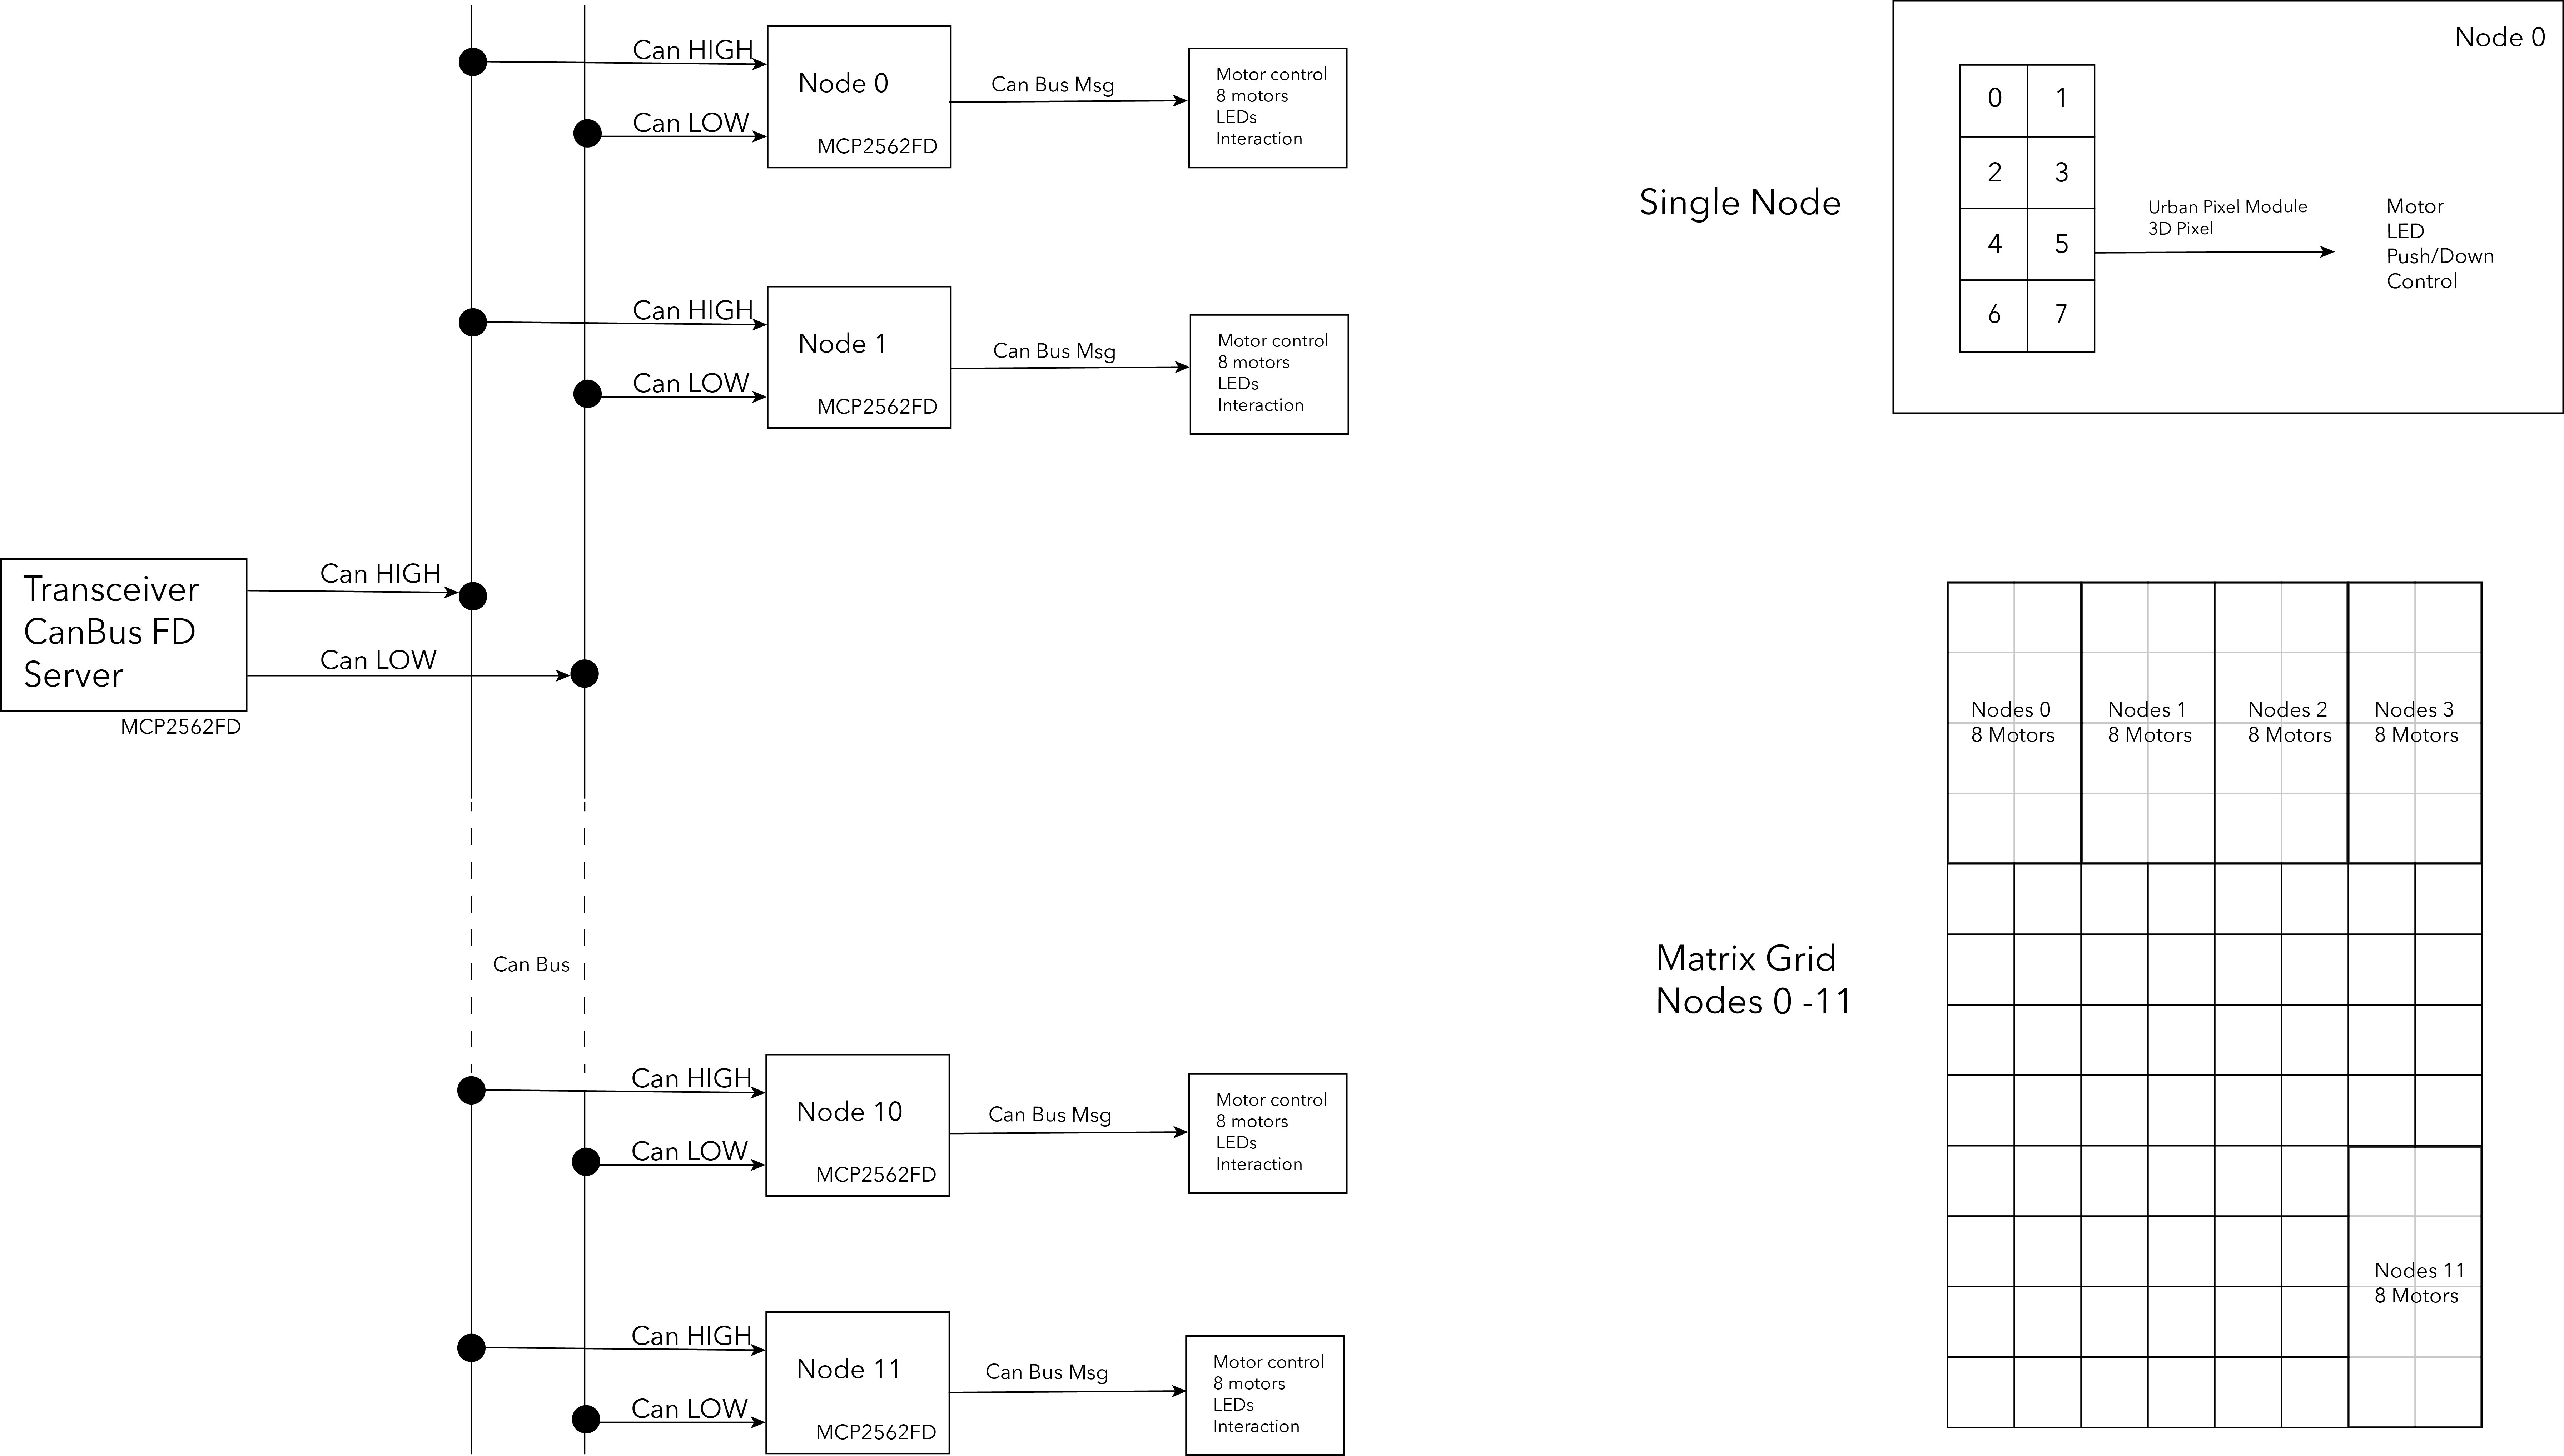 Can HIGH
Node 0
Can LOW
MCP2562FD
Can Bus Msg
Motor control
8 motors
LEDs
Interaction
Can HIGH
Node 1
Can LOW
MCP2562FD
Can Bus Msg
Motor control
8 motors
LEDs
Interaction
Transceiver
CanBus FD
Server
MCP2562FD
Can HIGH
Can LOW
Can Bus
Can HIGH
Node 10
Can LOW
MCP2562FD
Can Bus Msg
Motor control
8 motors
LEDs
Interaction
Can HIGH
Node 11
Can LOW
MCP2562FD
Can Bus Msg
Motor control
8 motors
LEDs
Interaction
Single Node
Node 0
0 1
2 3
4 5
6 7
Urban Pixel Module
3D Pixel
Motor
LED
Push/Down
Control
Matrix Grid
Nodes 0 -11
Nodes 0
8 Motors
Nodes 1
8 Motors
Nodes 2
8 Motors
Nodes 3
8 Motors
Nodes 11
8 Motors